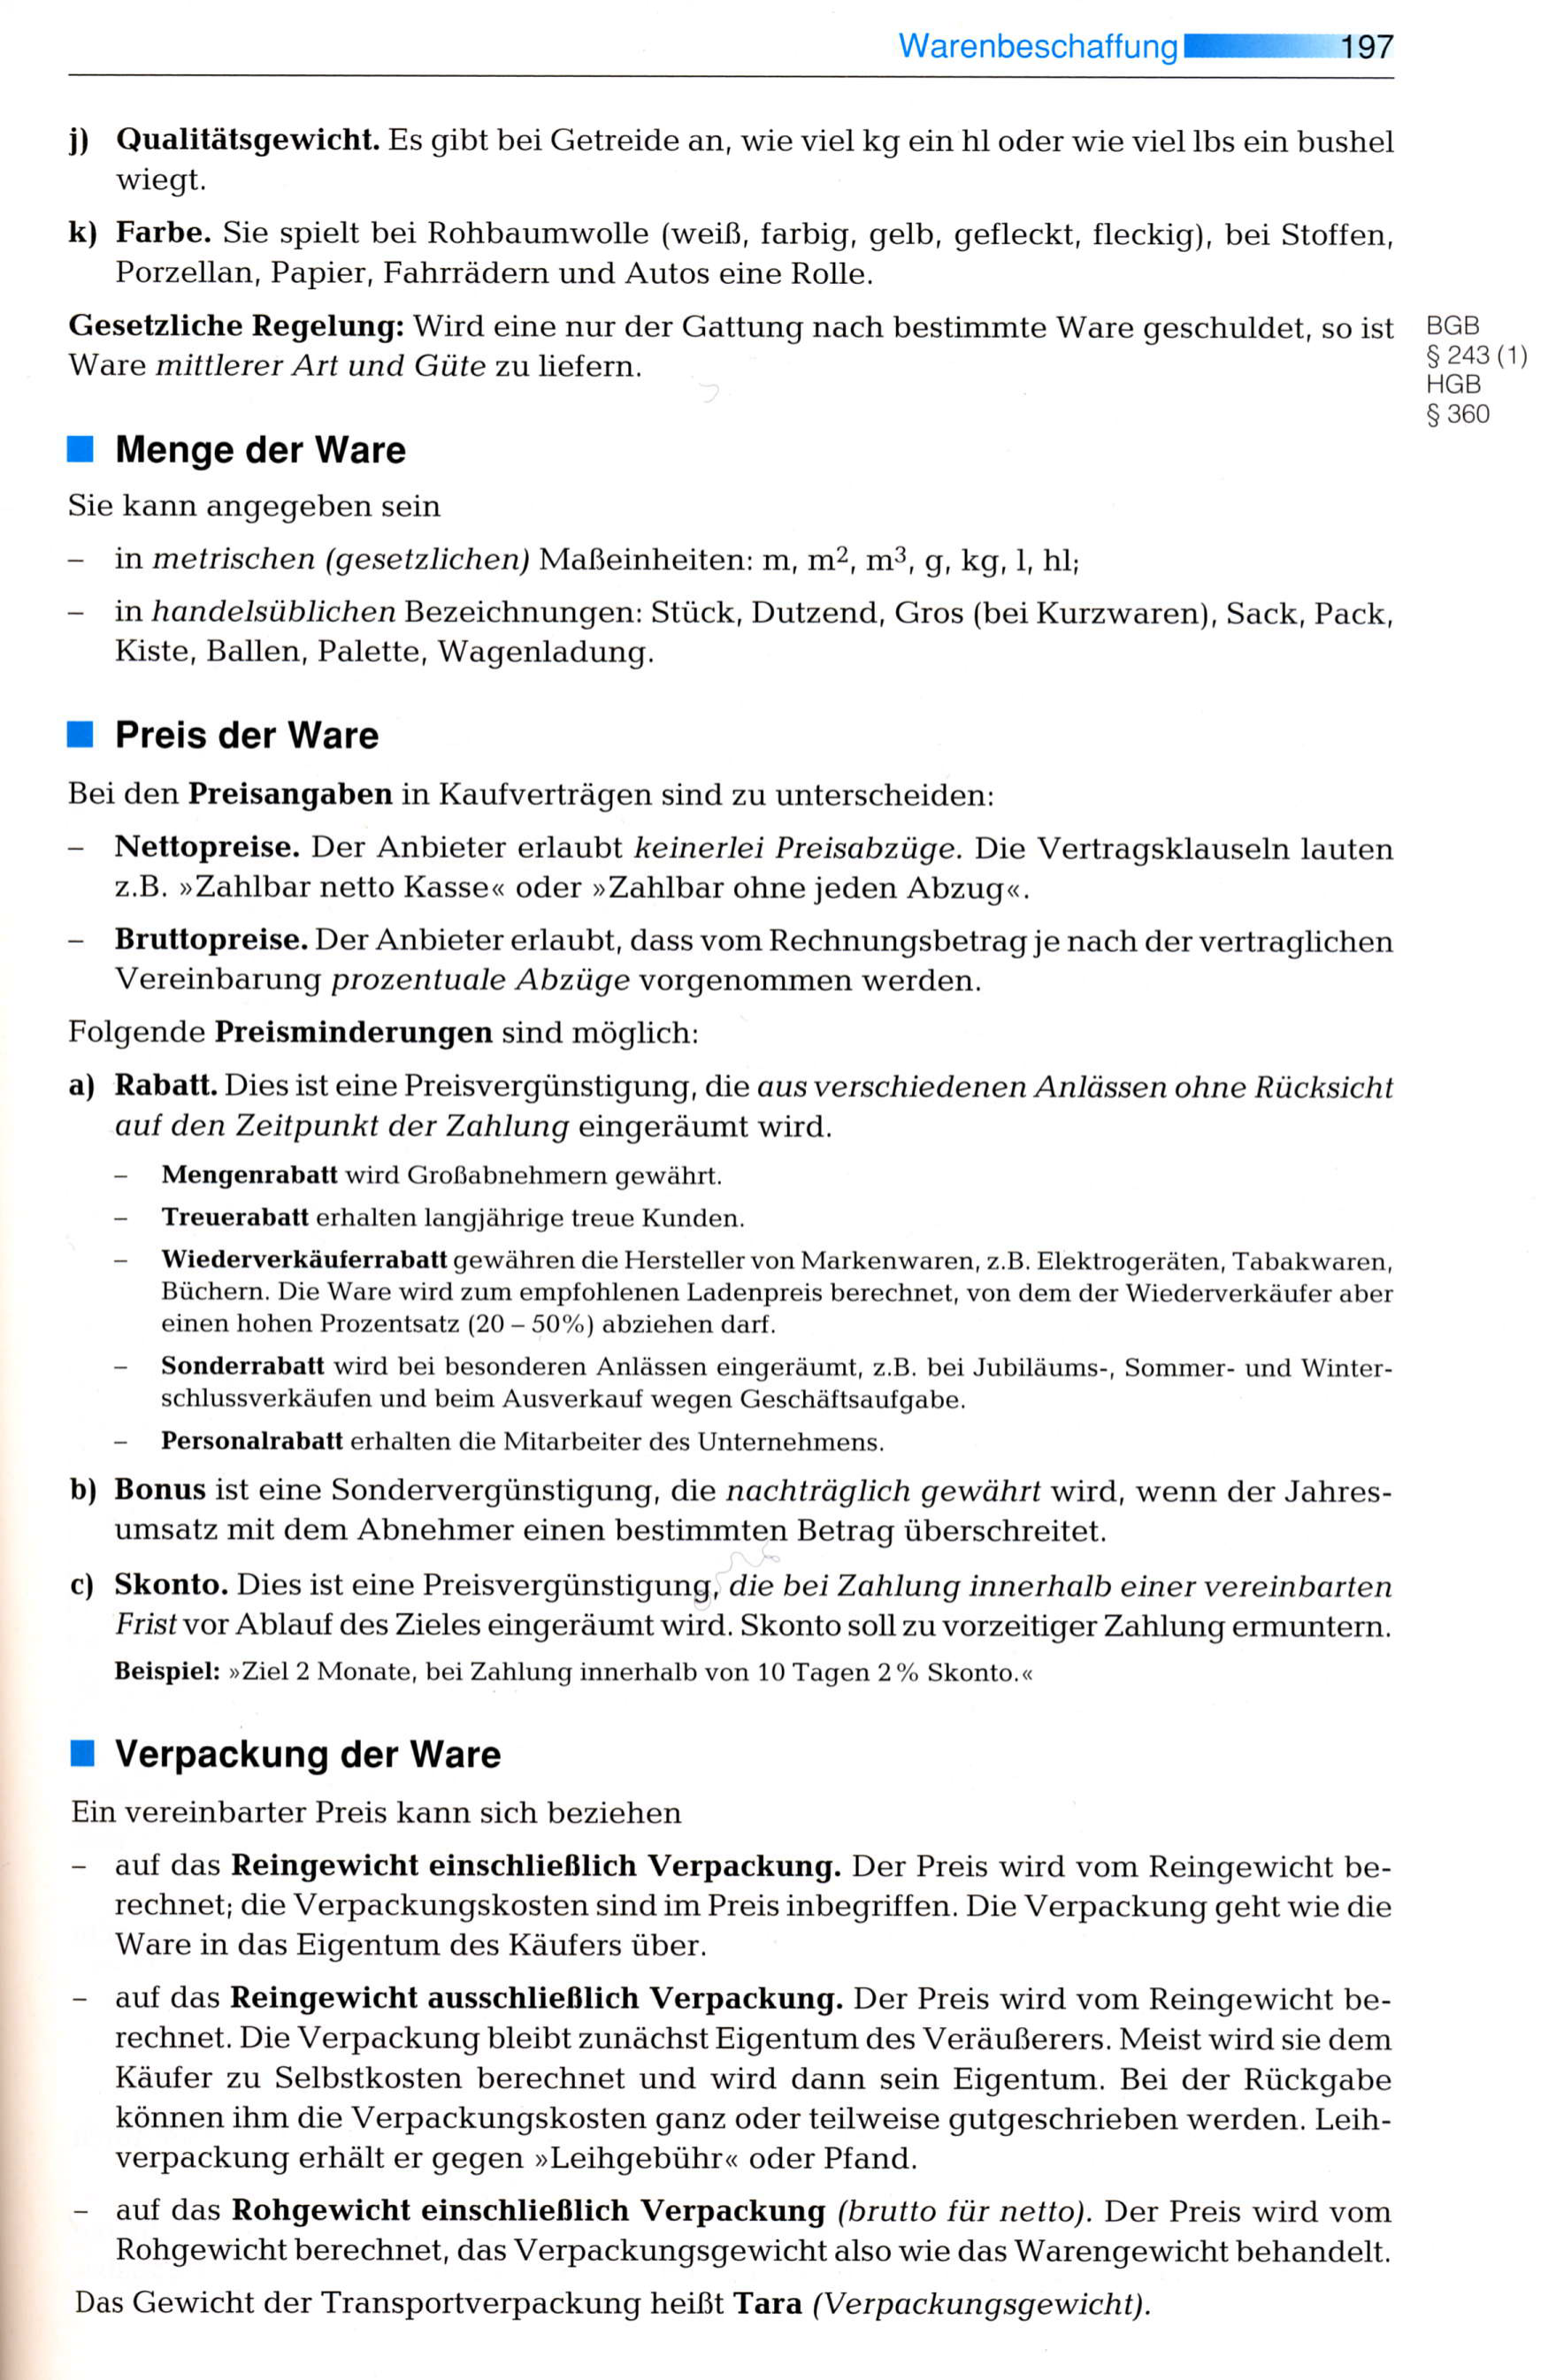 Warenbeschaffung 197
j) Qualitätsgewicht. Es gibt bei Getreide an, wie viel kg ein hl oder wie viel lbs ein bushel
wiegt.
k) Farbe. Sie spielt bei Rohbaumwolle (weiß, farbig, gelb, gefleckt, fleckig), bei Stoffen,
Porzellan, Papier, Fahrrädern und Autos eine Rolle.
Gesetzliche Regelung: Wird eine nur der Gattung nach bestimmte Ware geschuldet, so ist
Ware mittlerer Art und Güte zu liefern.
BGB
§ 243 (1)
HGB
§ 360
Menge der Ware
Sie kann angegeben sein
– in metrischen (gesetzlichen) Maßeinheiten: m, m², m³, g, kg, l, hl;
– in handelsüblichen Bezeichnungen: Stück, Dutzend, Gros (bei Kurzwaren), Sack, Pack,
Kiste, Ballen, Palette, Wagenladung.
Preis der Ware
Bei den Preisangaben in Kaufverträgen sind zu unterscheiden:
– Nettopreise. Der Anbieter erlaubt keinerlei Preisabzüge. Die Vertragsklauseln lauten
z.B. »Zahlbar netto Kasse« oder »Zahlbar ohne jeden Abzug«.
– Bruttopreise. Der Anbieter erlaubt, dass vom Rechnungsbetrag je nach der vertraglichen
Vereinbarung prozentuale Abzüge vorgenommen werden.
Folgende Preisminderungen sind möglich:
a) Rabatt. Dies ist eine Preisvergünstigung, die aus verschiedenen Anlässen ohne Rücksicht
auf den Zeitpunkt der Zahlung eingeräumt wird.
– Mengenrabatt wird Großabnehmern gewährt.
– Treuerabatt erhalten langjährige treue Kunden.
– Wiederverkäuferrabatt gewähren die Hersteller von Markenwaren, z.B. Elektrogeräten, Tabakwaren,
Büchern. Die Ware wird zum empfohlenen Ladenpreis berechnet, von dem der Wiederverkäufer aber
einen hohen Prozentsatz (20 – 50%) abziehen darf.
– Sonderrabatt wird bei besonderen Anlässen eingeräumt, z.B. bei Jubiläums-, Sommer- und Winter-
schlussverkäufen und beim Ausverkauf wegen Geschäftsaufgabe.
– Personalrabatt erhalten die Mitarbeiter des Unternehmens.
b) Bonus ist eine Sondervergünstigung, die nachträglich gewährt wird, wenn der Jahres-
umsatz mit dem Abnehmer einen bestimmten Betrag überschreitet.
c) Skonto. Dies ist eine Preisvergünstigung, die bei Zahlung innerhalb einer vereinbarten
Frist vor Ablauf des Zieles eingeräumt wird. Skonto soll zu vorzeitiger Zahlung ermuntern.
Beispiel: »Ziel 2 Monate, bei Zahlung innerhalb von 10 Tagen 2 % Skonto.«
Verpackung der Ware
Ein vereinbarter Preis kann sich beziehen
– auf das Reingewicht einschließlich Verpackung. Der Preis wird vom Reingewicht be-
rechnet; die Verpackungskosten sind im Preis inbegriffen. Die Verpackung geht wie die
Ware in das Eigentum des Käufers über.
– auf das Reingewicht ausschließlich Verpackung. Der Preis wird vom Reingewicht be-
rechnet. Die Verpackung bleibt zunächst Eigentum des Veräußerers. Meist wird sie dem
Käufer zu Selbstkosten berechnet und wird dann sein Eigentum. Bei der Rückgabe
können ihm die Verpackungskosten ganz oder teilweise gutgeschrieben werden. Leih-
verpackung erhält er gegen »Leihgebühr« oder Pfand.
– auf das Rohgewicht einschließlich Verpackung (brutto für netto). Der Preis wird vom
Rohgewicht berechnet, das Verpackungsgewicht also wie das Warengewicht behandelt.
Das Gewicht der Transportverpackung heißt Tara (Verpackungsgewicht).